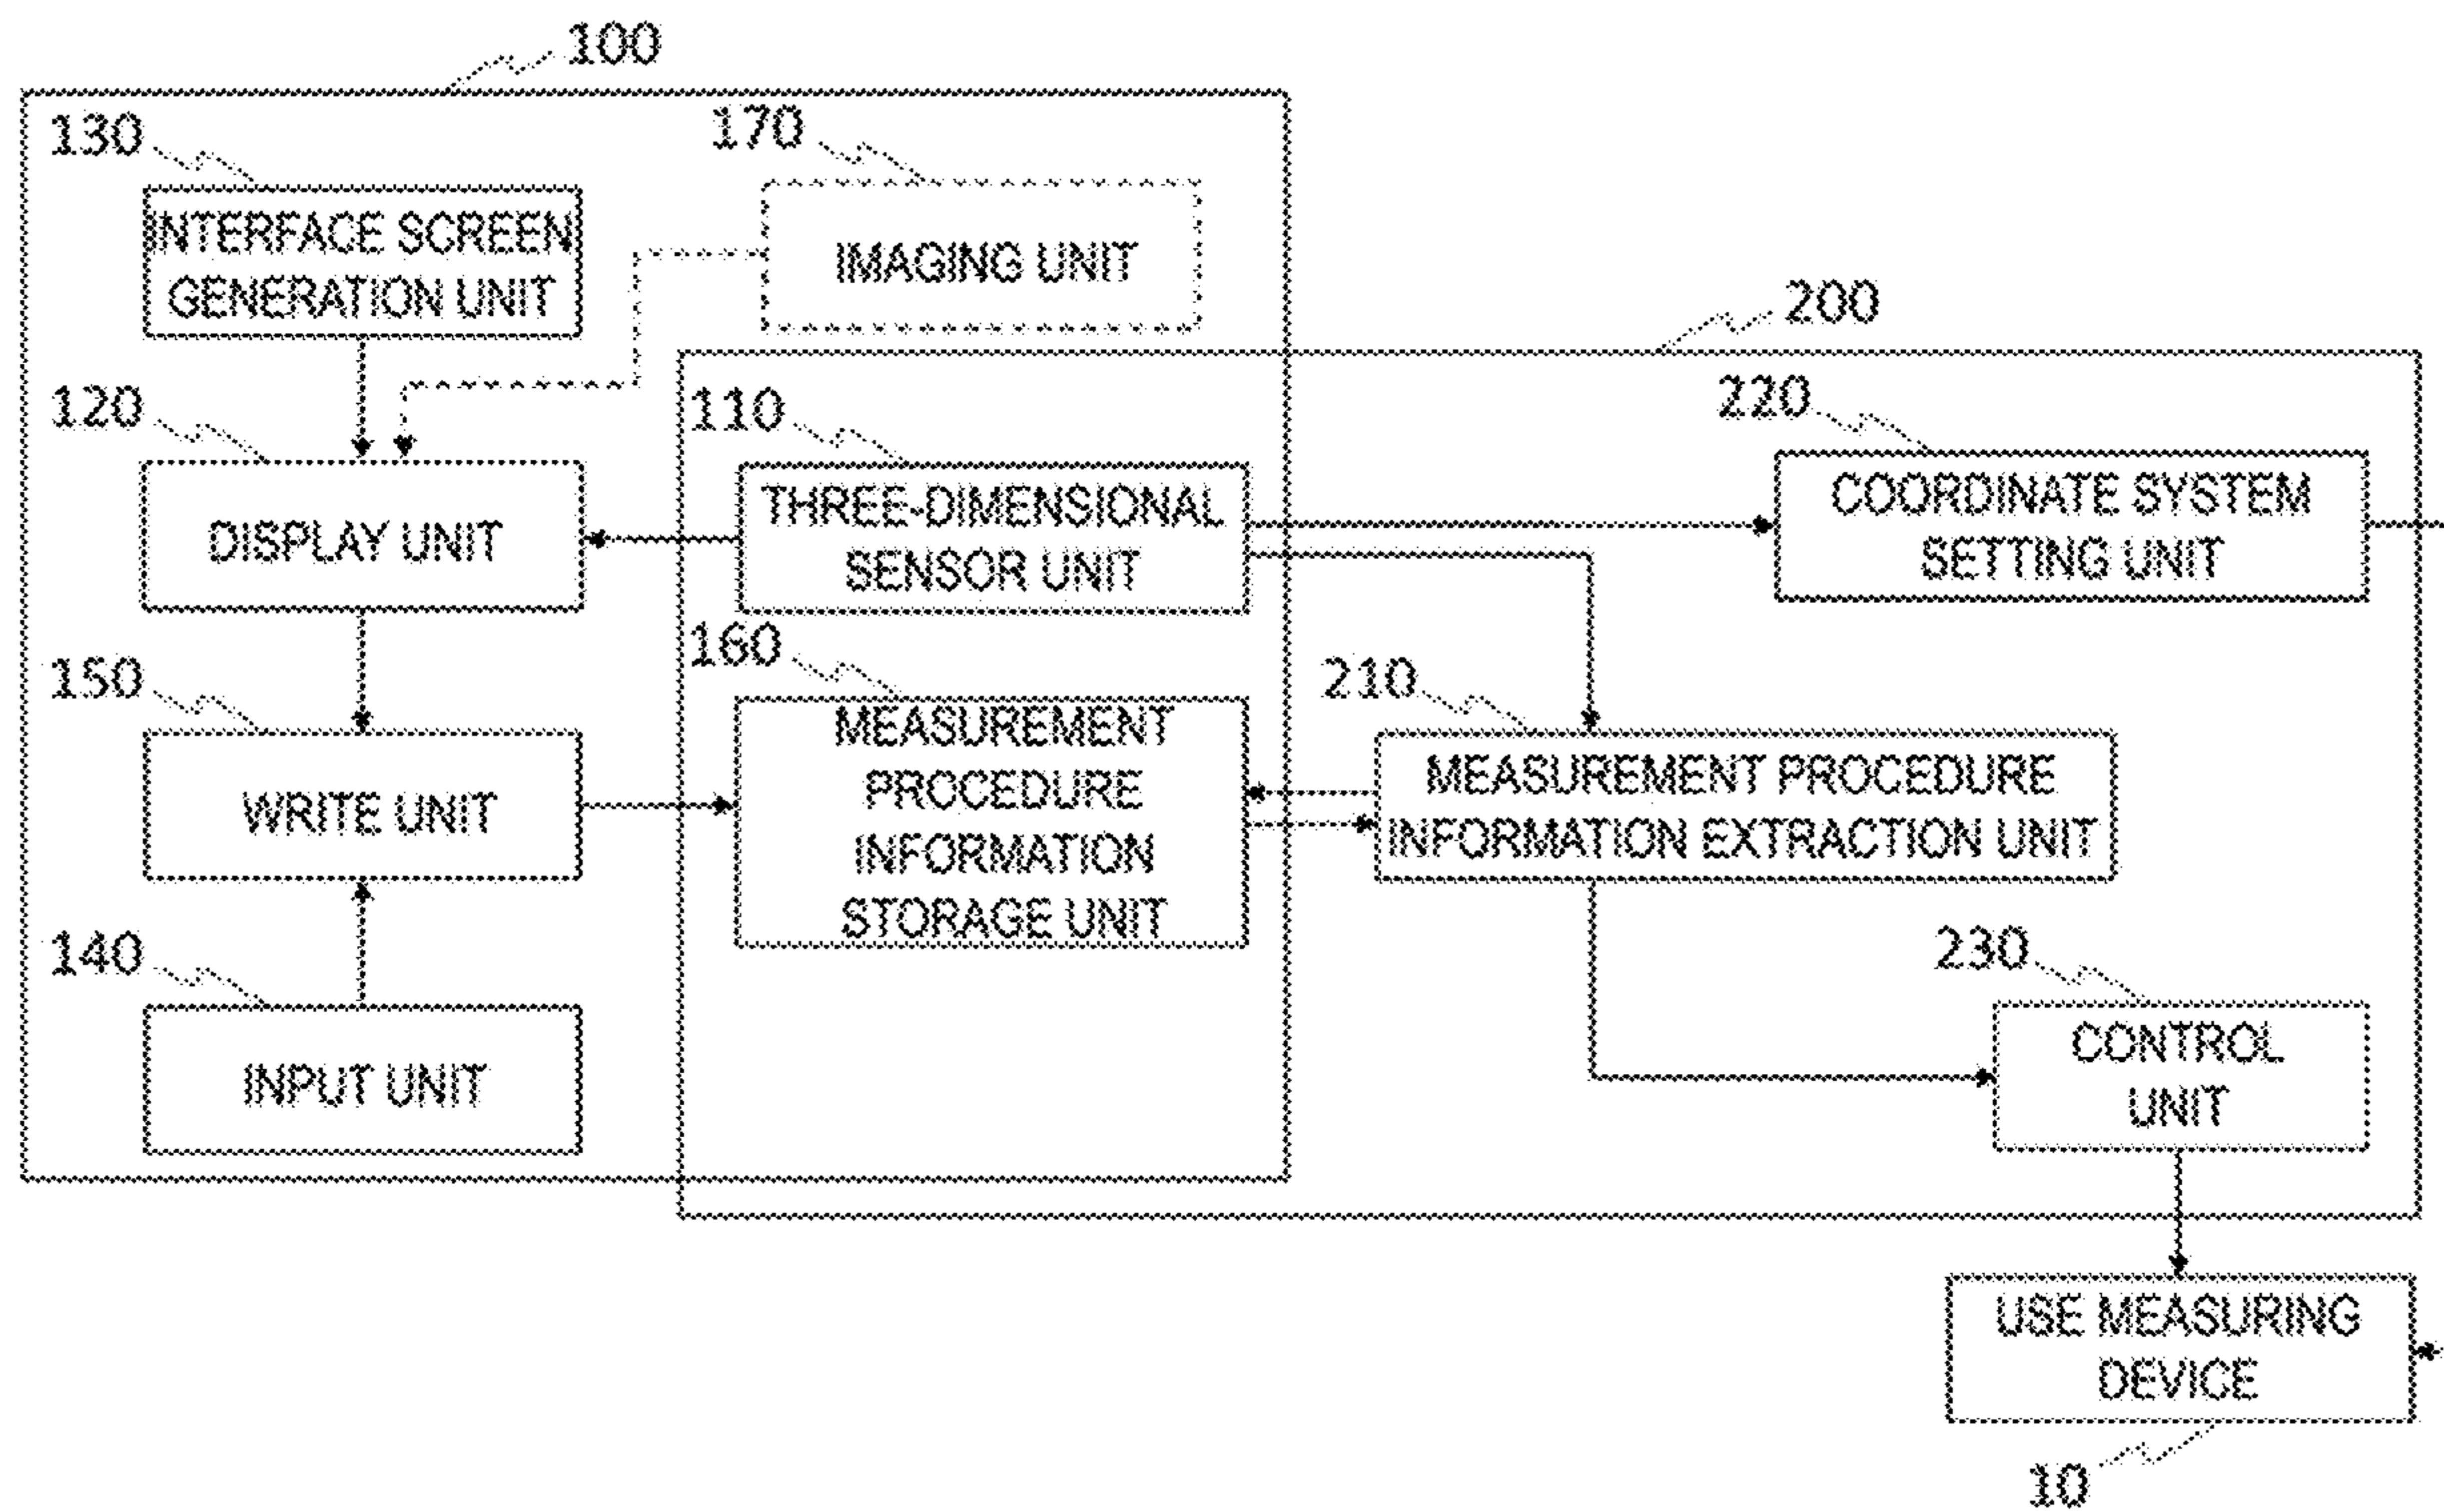 100
130
170
INTERFACE SCREEN
GENERATION UNIT
IMAGING UNIT
200
120
110
220
DISPLAY UNIT
THREE-DIMENSIONAL
SENSOR UNIT
COORDINATE SYSTEM
SETTING UNIT
150
160
210
WRITE UNIT
MEASUREMENT
PROCEDURE
INFORMATION
STORAGE UNIT
MEASUREMENT PROCEDURE
INFORMATION EXTRACTION UNIT
140
230
INPUT UNIT
CONTROL
UNIT
USE MEASURING
DEVICE
10